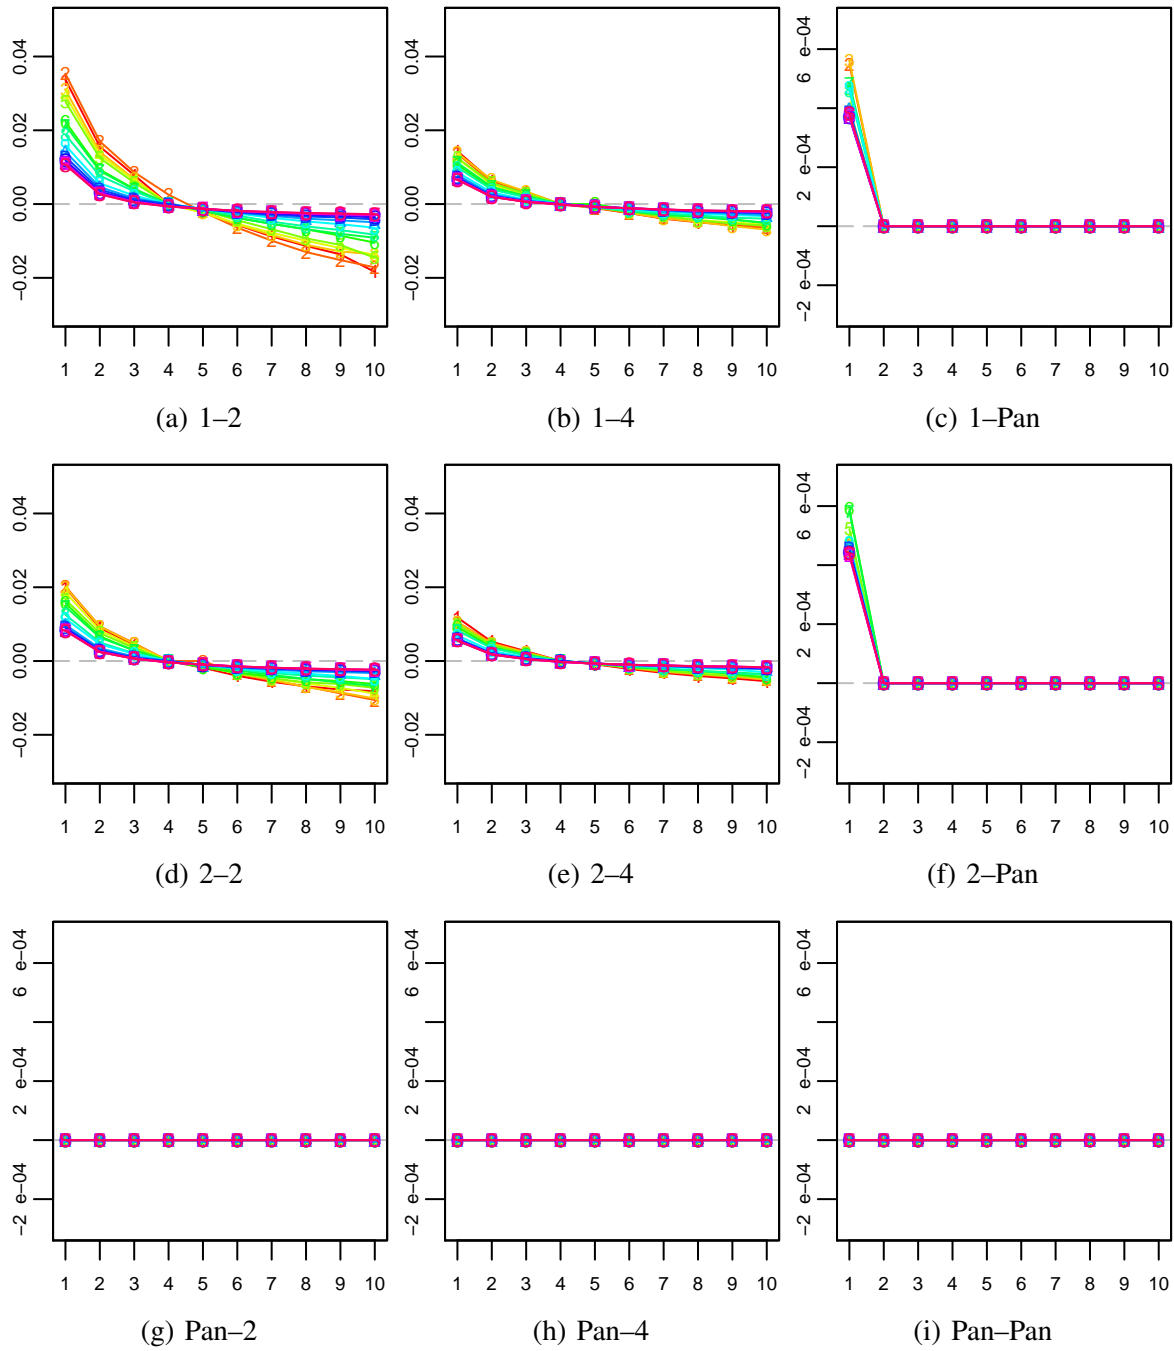 0.04
0.02
0.00
−0.02
1 2 3 4 5 6 7 8 9 10
(a) 1–2
0.04
0.02
0.00
−0.02
1 2 3 4 5 6 7 8 9 10
(b) 1–4
6 e−04
2 e−04
−2 e−04
1 2 3 4 5 6 7 8 9 10
(c) 1–Pan
0.04
0.02
0.00
−0.02
1 2 3 4 5 6 7 8 9 10
(d) 2–2
0.04
0.02
0.00
−0.02
1 2 3 4 5 6 7 8 9 10
(e) 2–4
6 e−04
2 e−04
−2 e−04
1 2 3 4 5 6 7 8 9 10
(f) 2–Pan
6 e−04
2 e−04
−2 e−04
1 2 3 4 5 6 7 8 9 10
(g) Pan–2
6 e−04
2 e−04
−2 e−04
1 2 3 4 5 6 7 8 9 10
(h) Pan–4
6 e−04
2 e−04
−2 e−04
1 2 3 4 5 6 7 8 9 10
(i) Pan–Pan